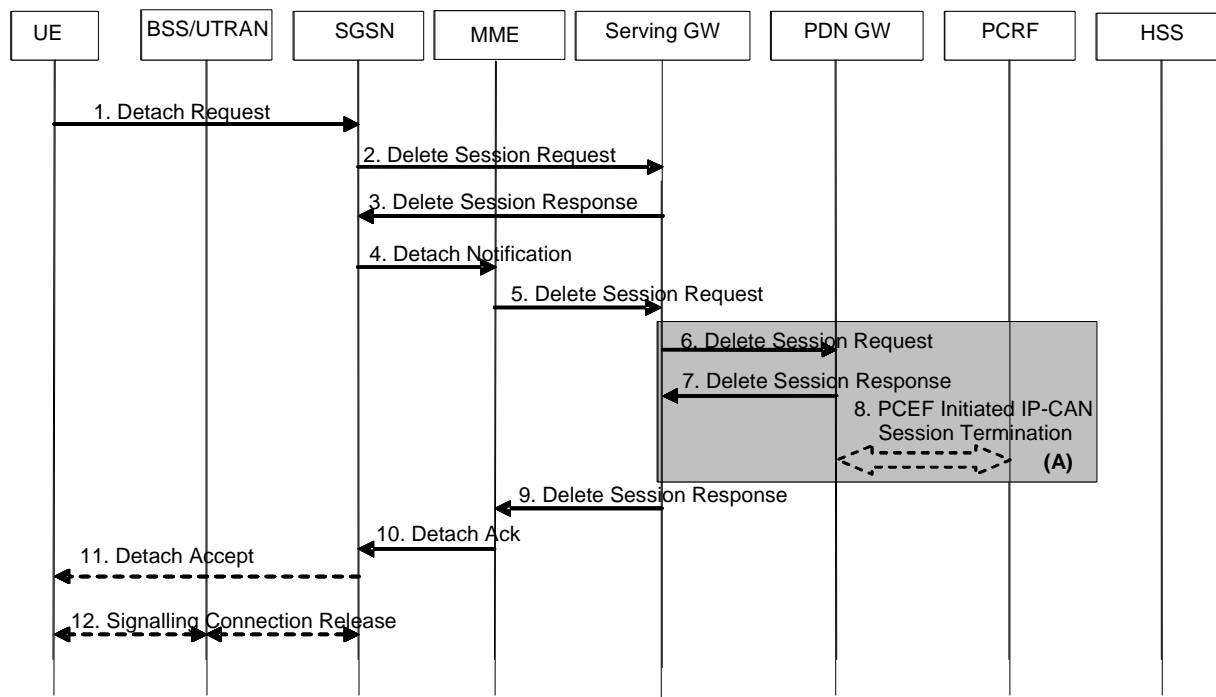 UE
BSS/UTRAN
SGSN
MME
Serving GW
PDN GW
PCRF
HSS
1. Detach Request
2. Delete Session Request
3. Delete Session Response
4. Detach Notification
5. Delete Session Request
6. Delete Session Request
7. Delete Session Response
8. PCEF Initiated IP-CAN
Session Termination
(A)
9. Delete Session Response
10. Detach Ack
11. Detach Accept
12. Signalling Connection Release